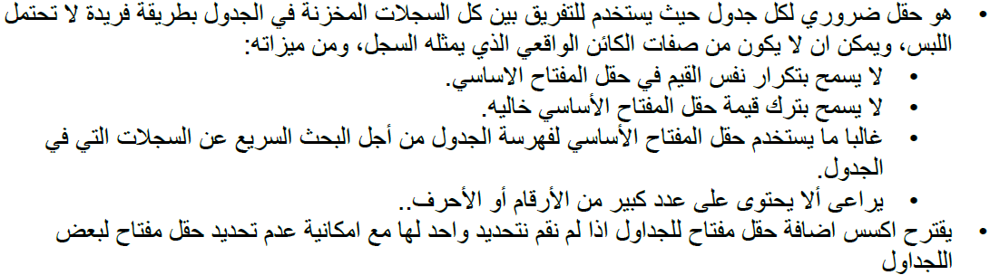 • هو حقل ضروري لكل جدول حيث يستخدم للتفريق بين كل السجلات المخزنة في الجدول بطريقة فريدة لا تحتمل
اللبس، ويمكن ان لا يكون من صفات الكائن الواقعي الذي يمثله السجل، ومن ميزاته:
• لا يسمح بتكرار نفس القيم في حقل المفتاح الاساسي.
• لا يسمح بترك قيمة حقل المفتاح الأساسي خاليه.
• غالبا ما يستخدم حقل المفتاح الأساسي لفهرسة الجدول من أجل البحث السريع عن السجلات التي في
الجدول.
• يراعى ألا يحتوى على عدد كبير من الأرقام أو الأحرف..
• يقترح اكسس اضافة حقل مفتاح للجداول اذا لم نقم نتحديد واحد لها مع امكانية عدم تحديد حقل مفتاح لبعض
اللجداول